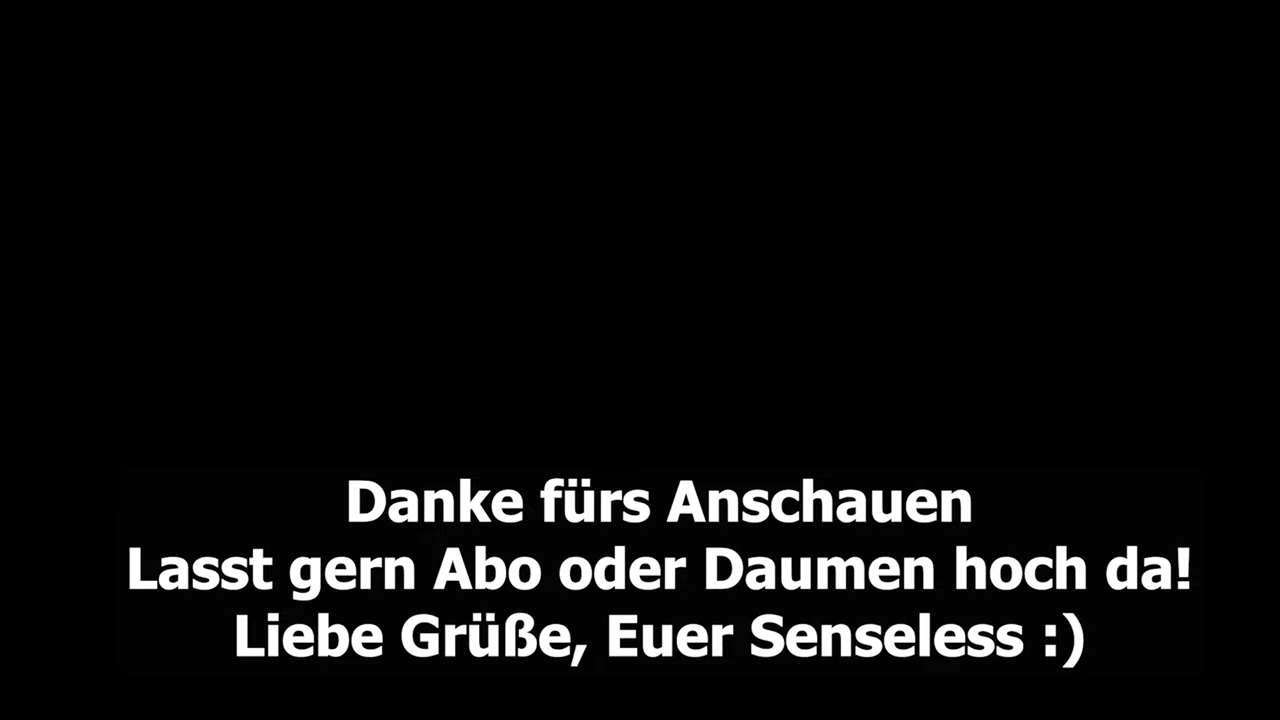 Danke fürs Anschauen
Lasst gern Abo oder Daumen hoch da!
Liebe Grüße, Euer Senseless :)